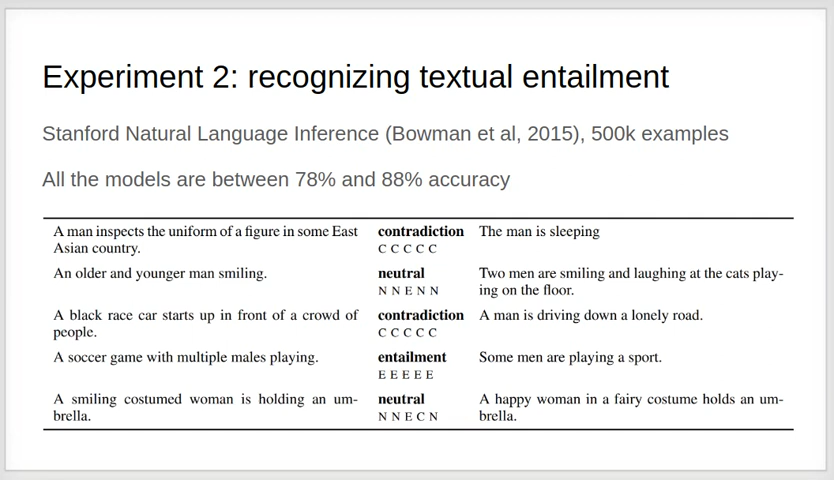 Experiment 2: recognizing textual entailment
Stanford Natural Language Inference (Bowman et al, 2015), 500k examples
All the models are between 78% and 88% accuracy
A man inspects the uniform of a figure in some East
Asian country.
contradiction
C C C C C
The man is sleeping
An older and younger man smiling.
neutral
N N E N N
Two men are smiling and laughing at the cats play-
ing on the floor.
A black race car starts up in front of a crowd of
people.
contradiction
C C C C C
A man is driving down a lonely road.
A soccer game with multiple males playing.
entailment
E E E E E
Some men are playing a sport.
A smiling costumed woman is holding an um-
brella.
neutral
N N E C N
A happy woman in a fairy costume holds an um-
brella.